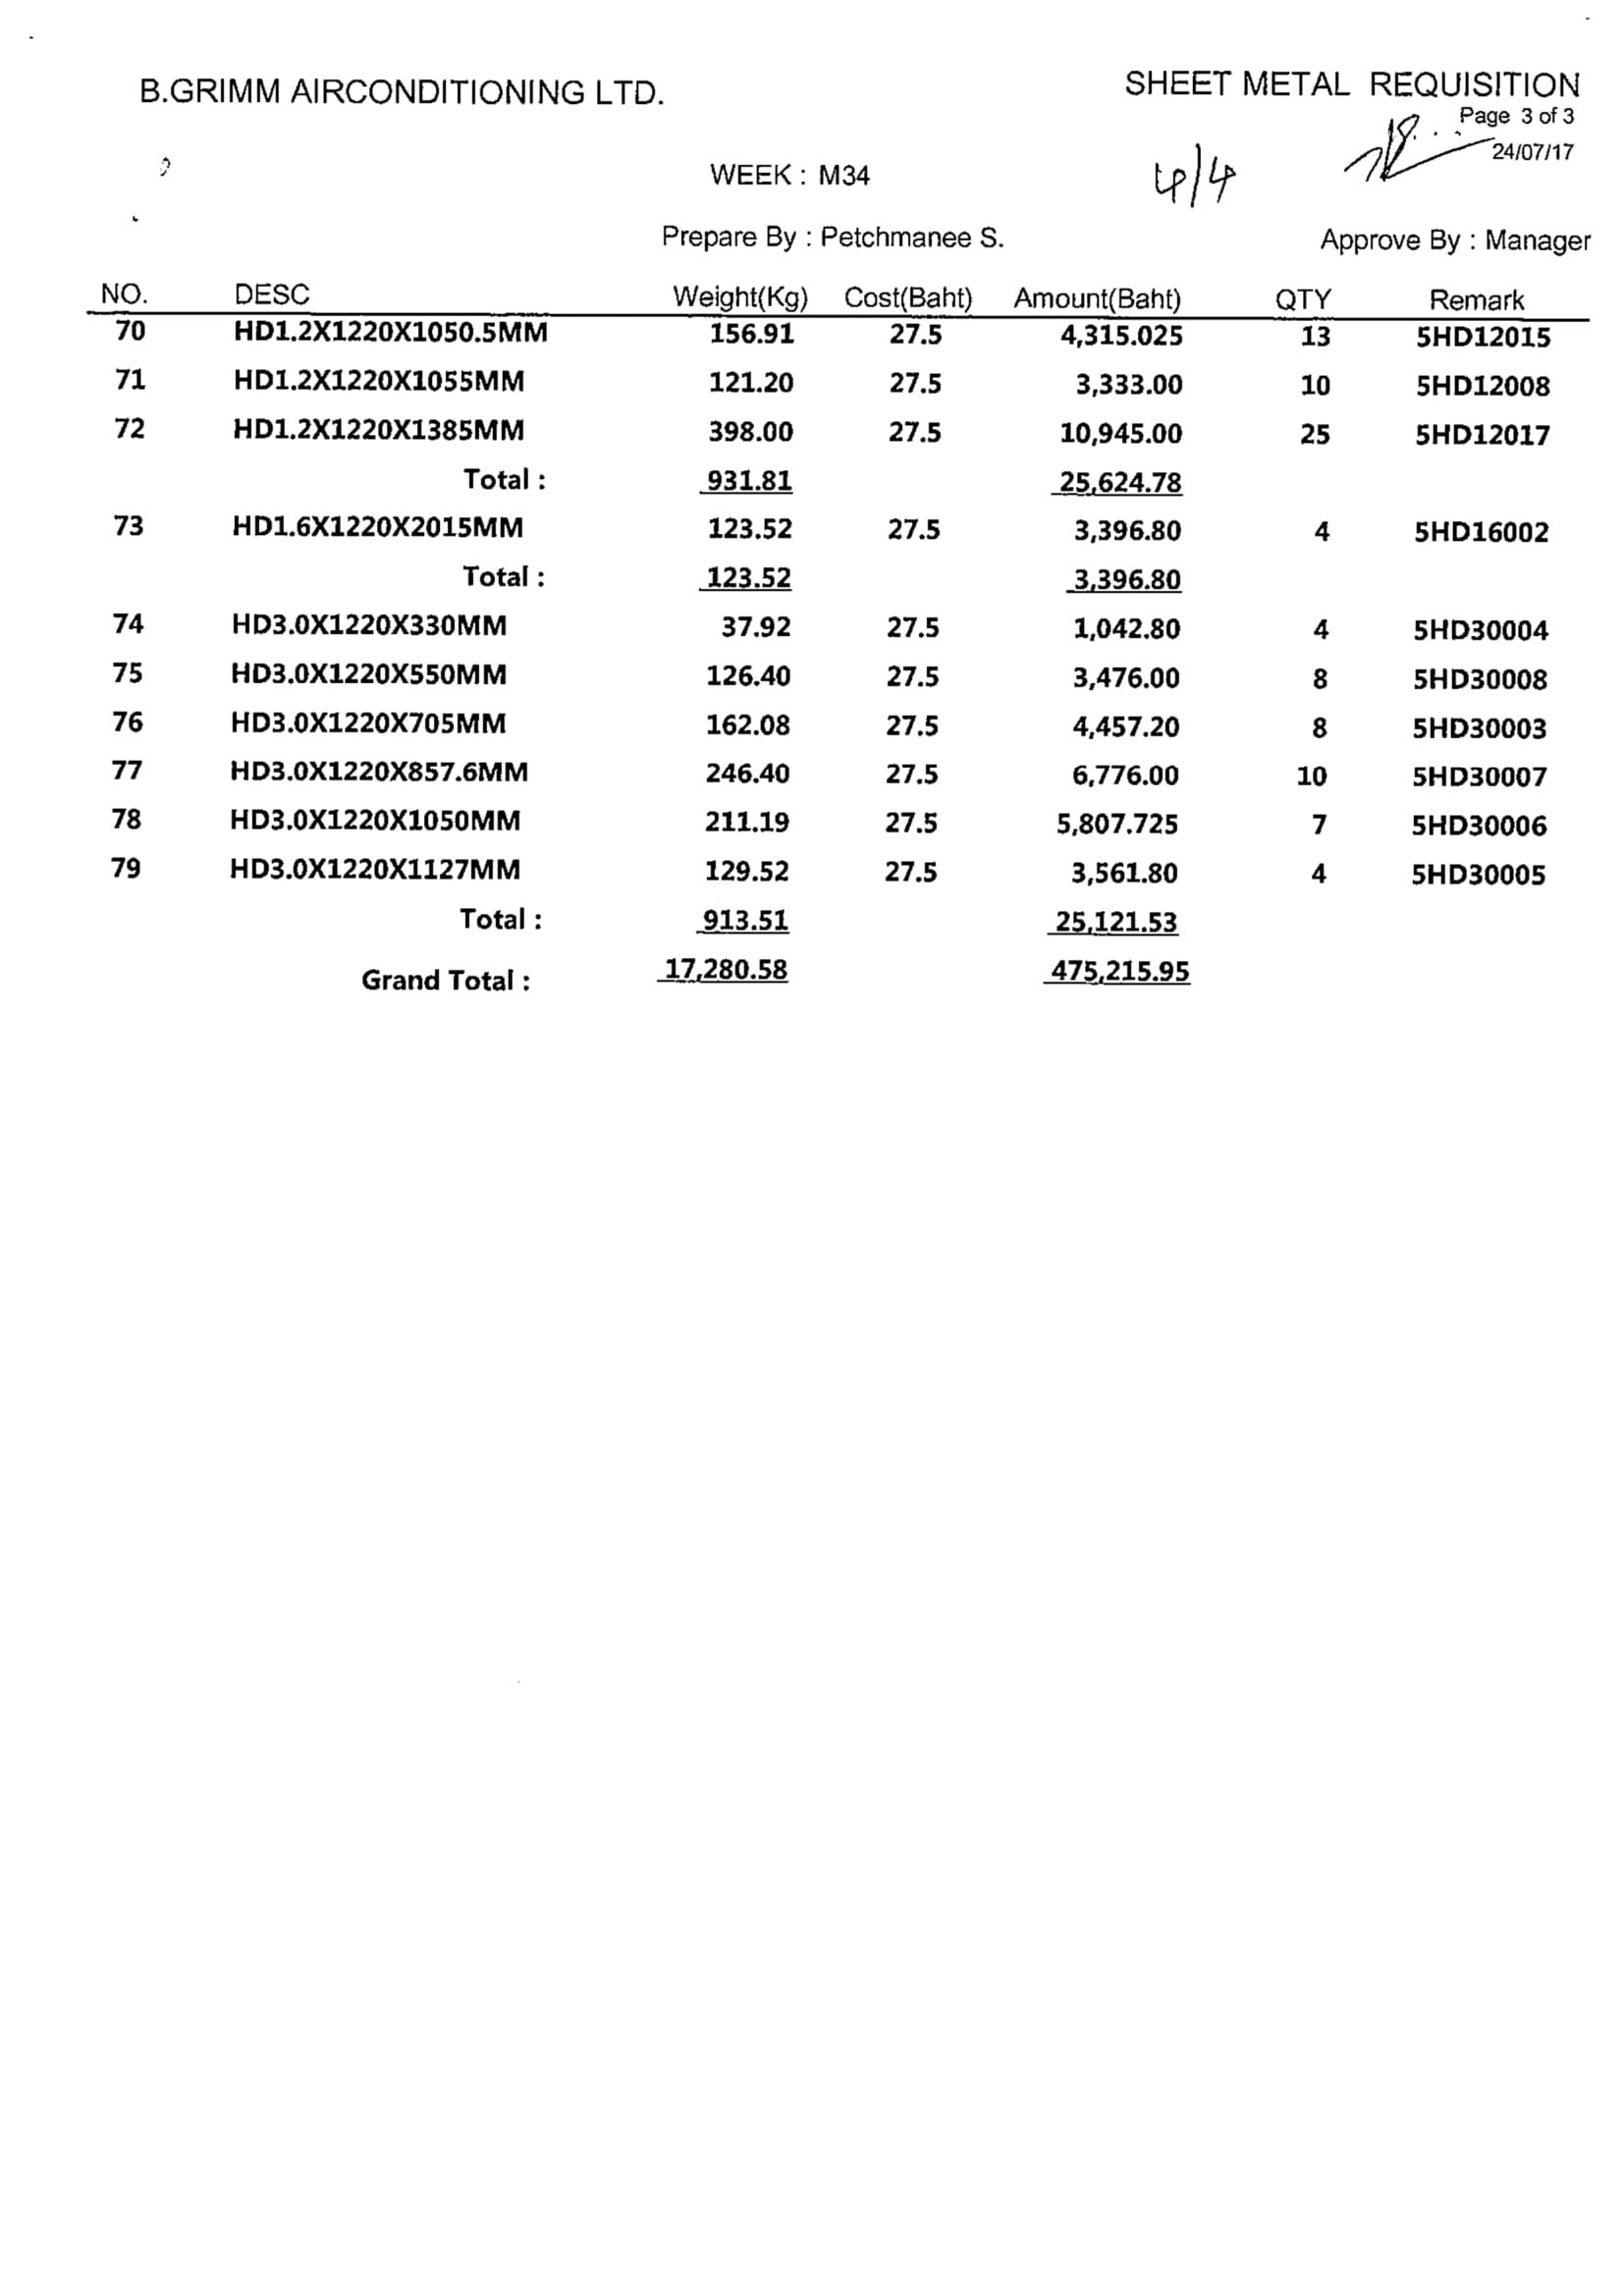 B.GRIMM AIRCONDITIONING LTD.
SHEET METAL REQUISITION
Page 3 of 3
24/07/17
WEEK : M34
4/4
Prepare By : Petchmanee S.
Approve By : Manager
NO. DESC Weight(Kg) Cost(Baht) Amount(Baht) QTY Remark
70 HD1.2X1220X1050.5MM 156.91 27.5 4,315.025 13 5HD12015
71 HD1.2X1220X1055MM 121.20 27.5 3,333.00 10 5HD12008
72 HD1.2X1220X1385MM 398.00 27.5 10,945.00 25 5HD12017
Total : 931.81 25,624.78
73 HD1.6X1220X2015MM 123.52 27.5 3,396.80 4 5HD16002
Total : 123.52 3,396.80
74 HD3.0X1220X330MM 37.92 27.5 1,042.80 4 5HD30004
75 HD3.0X1220X550MM 126.40 27.5 3,476.00 8 5HD30008
76 HD3.0X1220X705MM 162.08 27.5 4,457.20 8 5HD30003
77 HD3.0X1220X857.6MM 246.40 27.5 6,776.00 10 5HD30007
78 HD3.0X1220X1050MM 211.19 27.5 5,807.725 7 5HD30006
79 HD3.0X1220X1127MM 129.52 27.5 3,561.80 4 5HD30005
Total : 913.51 25,121.53
Grand Total : 17,280.58 475,215.95